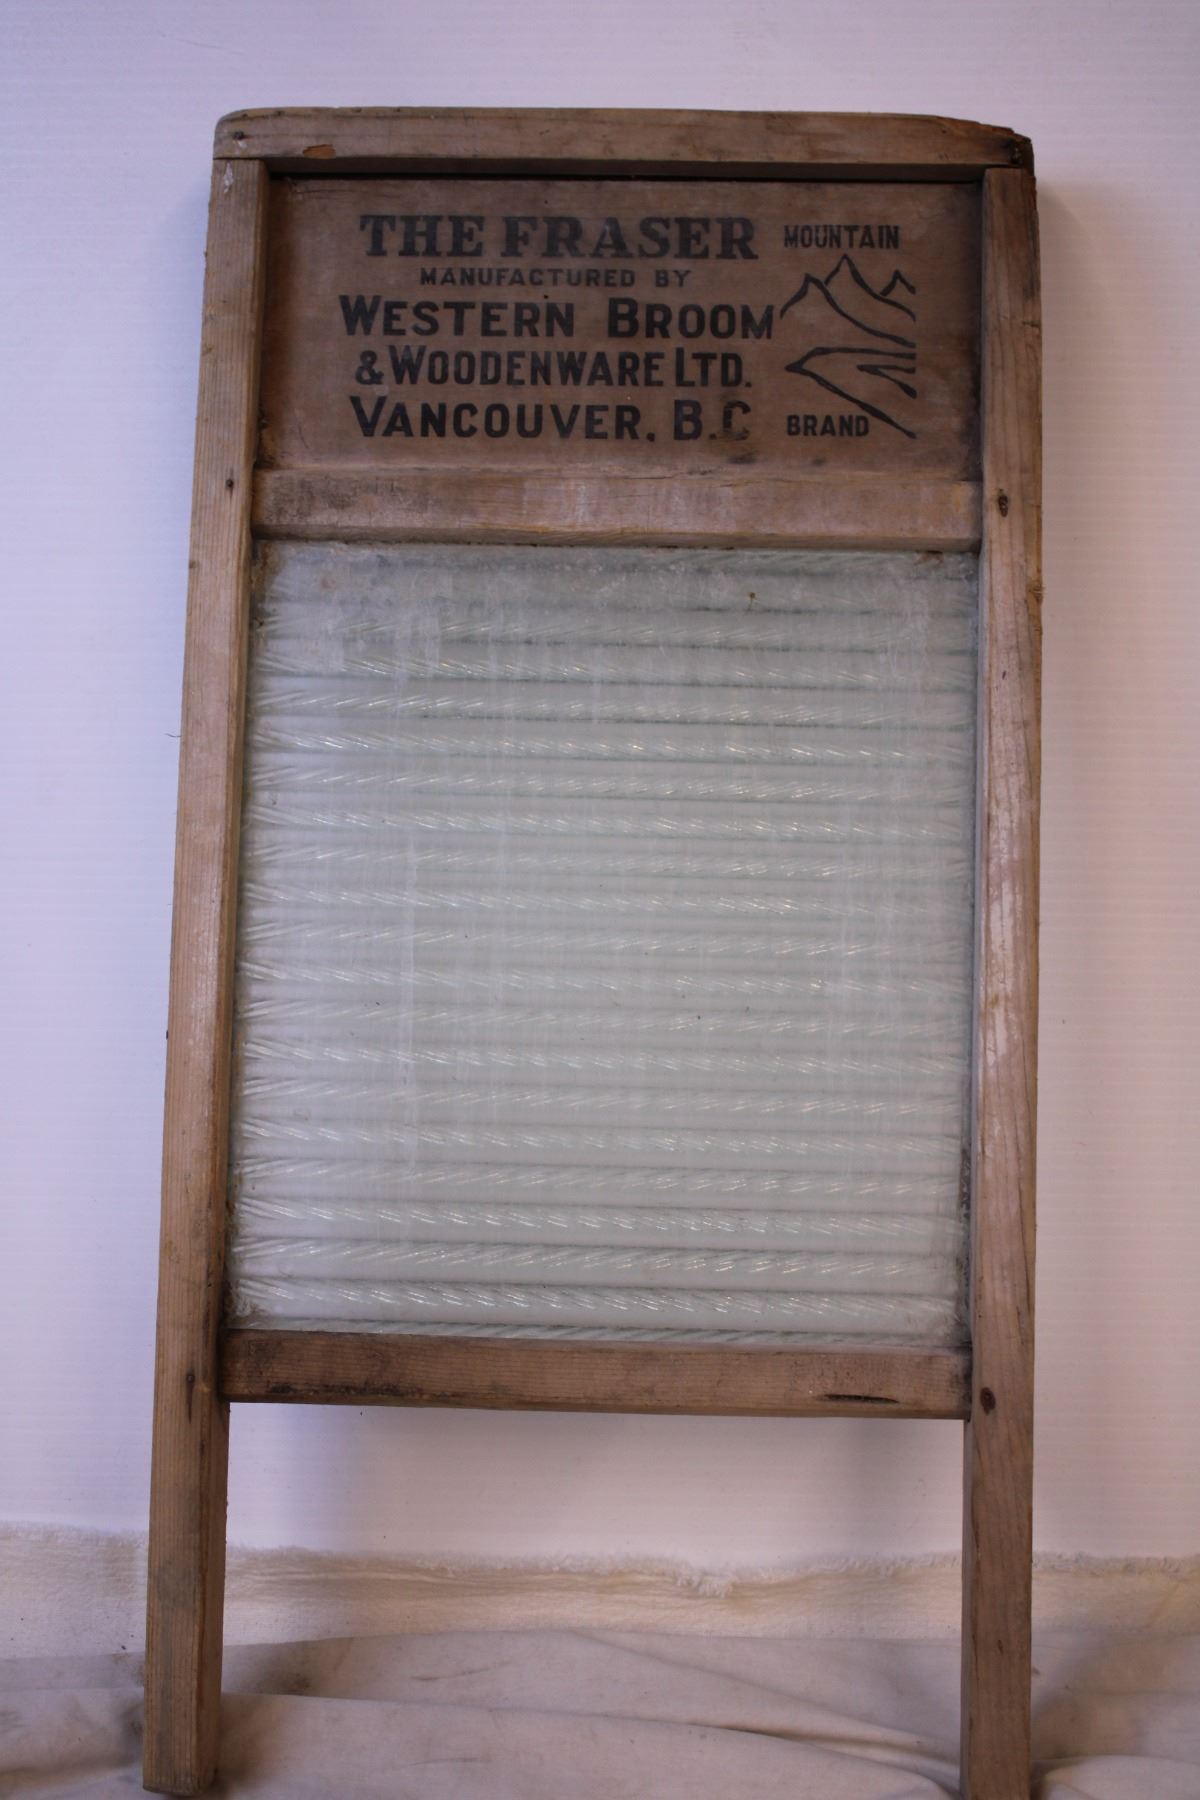 THE FRASER
MANUFACTURED BY
WESTERN BROOM
& WOODENWARE LTD.
VANCOUVER. B.C
MOUNTAIN
BRAND